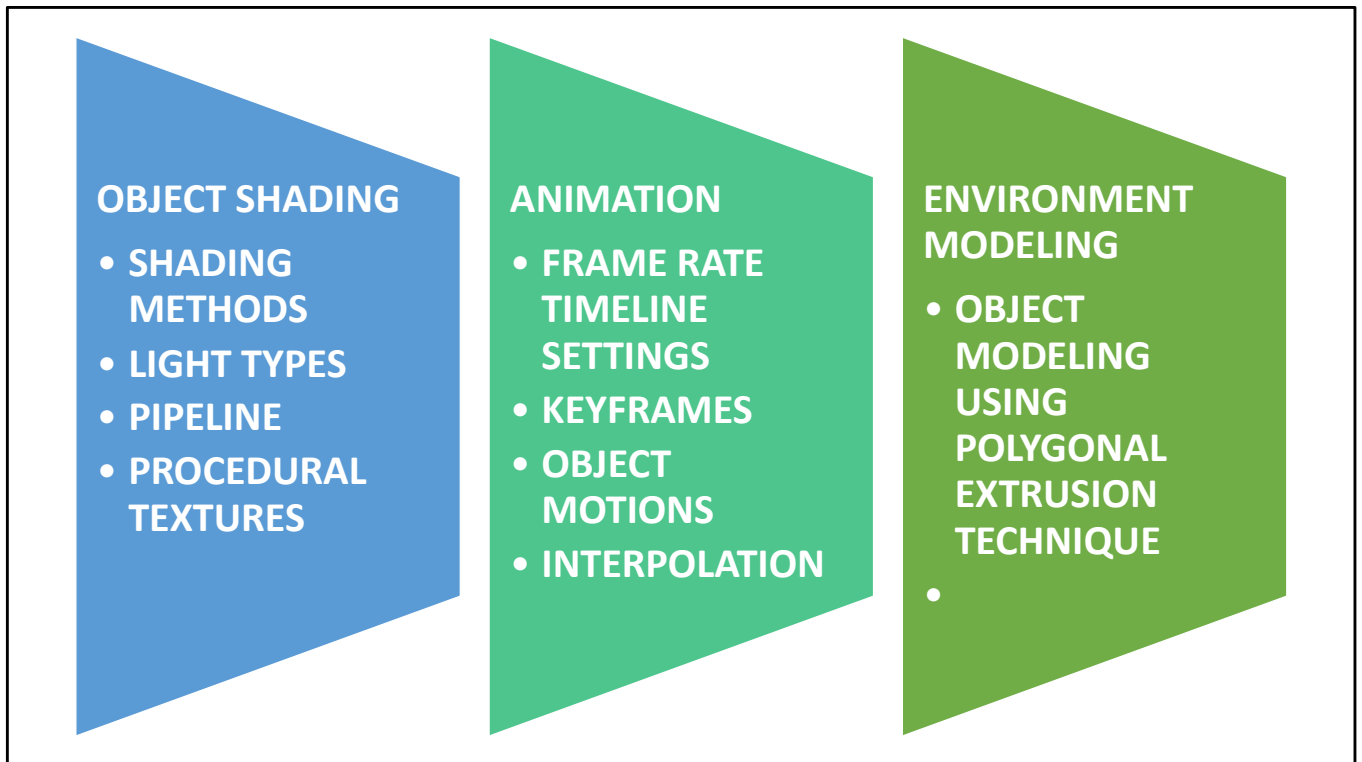 OBJECT SHADING
• SHADING
METHODS
• LIGHT TYPES
• PIPELINE
• PROCEDURAL
TEXTURES
ANIMATION
• FRAME RATE
TIMELINE
SETTINGS
• KEYFRAMES
• OBJECT
MOTIONS
• INTERPOLATION
ENVIRONMENT
MODELING
• OBJECT
MODELING
USING
POLYGONAL
EXTRUSION
TECHNIQUE
•